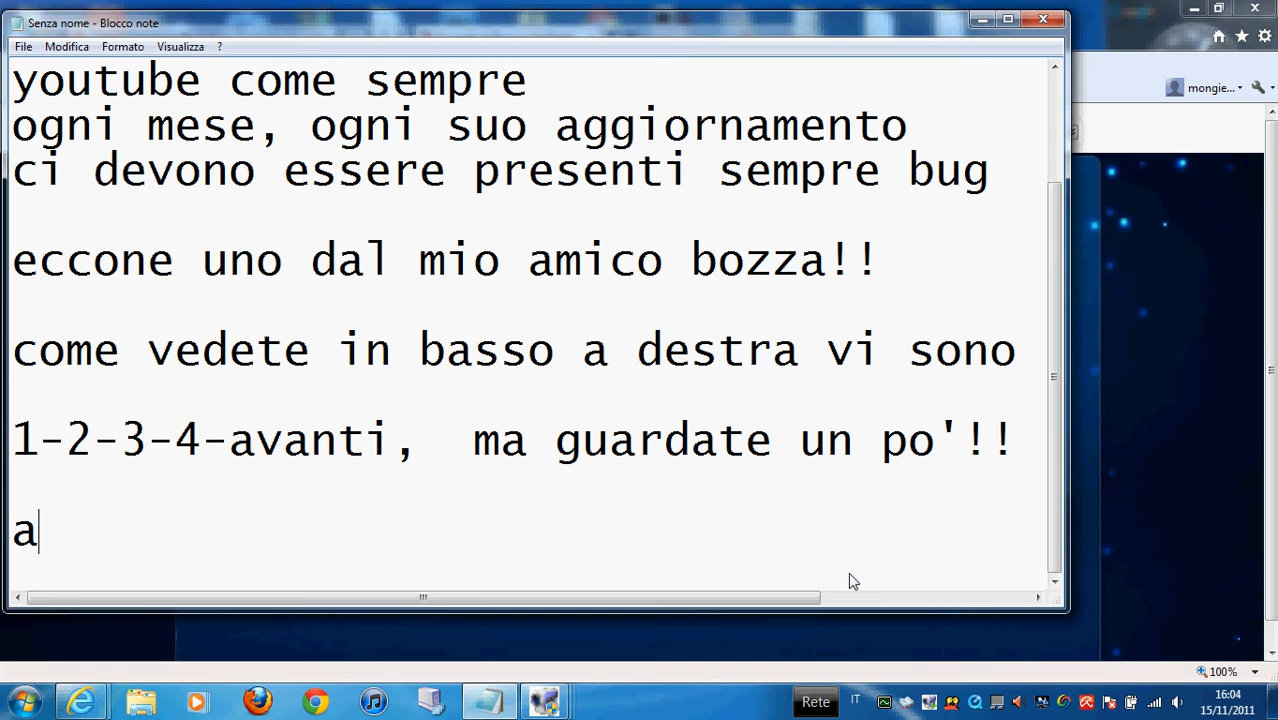 Senza nome - Blocco note
File Modifica Formato Visualizza ?
youtube come sempre
ogni mese, ogni suo aggiornamento
ci devono essere presenti sempre bug
eccone uno dal mio amico bozza!!
come vedete in basso a destra vi sono
1-2-3-4-avanti, ma guardate un po'!!
a
mongie...
100%
Rete
IT
16:04
15/11/2011